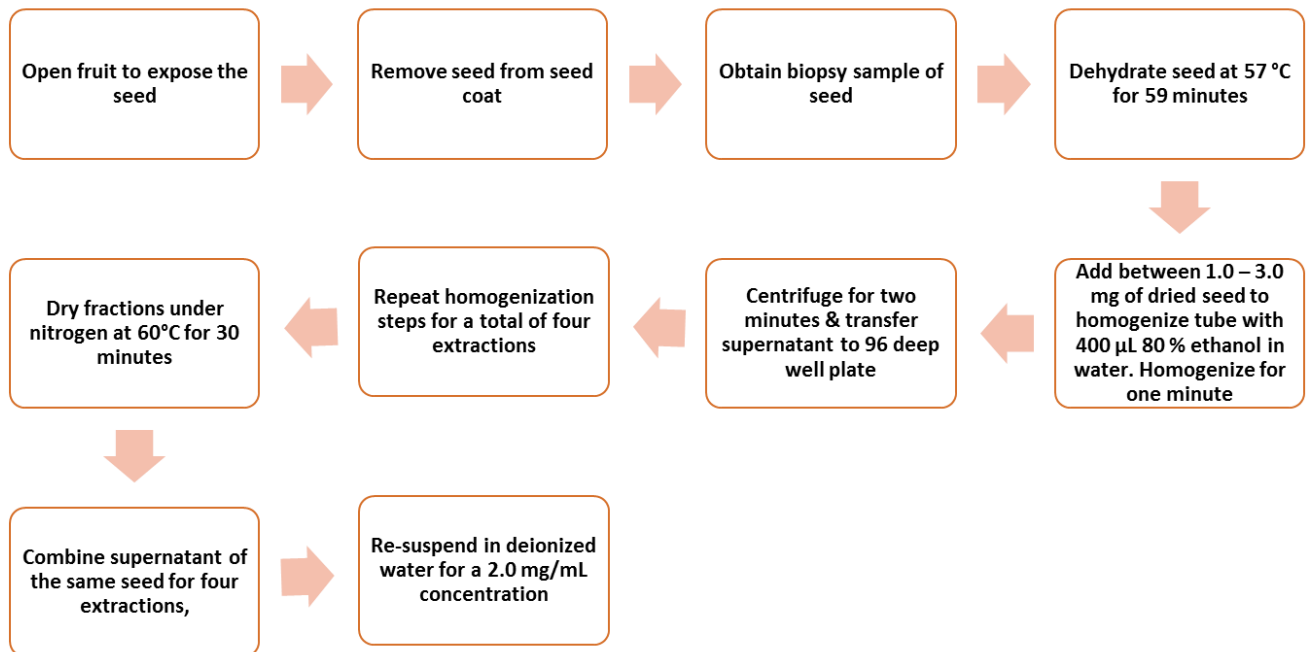 Open fruit to expose the
seed
Remove seed from seed
coat
Obtain biopsy sample of
seed
Dehydrate seed at 57 °C
for 59 minutes
Add between 1.0 – 3.0
mg of dried seed to
homogenize tube with
400 µL 80 % ethanol in
water. Homogenize for
one minute
Centrifuge for two
minutes & transfer
supernatant to 96 deep
well plate
Repeat homogenization
steps for a total of four
extractions
Dry fractions under
nitrogen at 60°C for 30
minutes
Combine supernatant of
the same seed for four
extractions,
Re-suspend in deionized
water for a 2.0 mg/mL
concentration